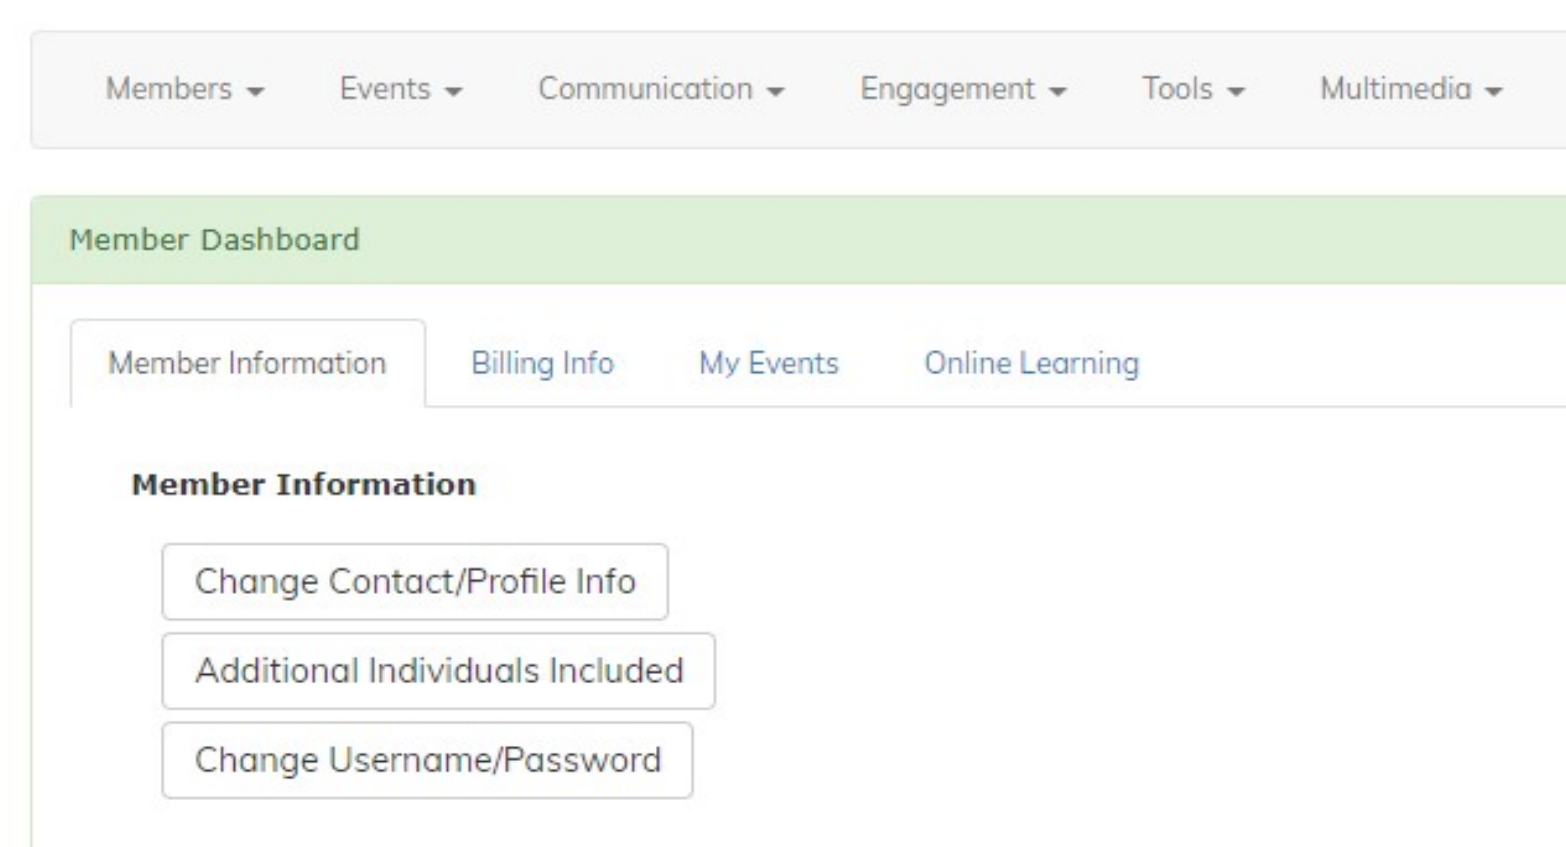 Members Events Communication Engagement Tools Multimedia
Member Dashboard
Member Information Billing Info My Events Online Learning
Member Information
Change Contact/Profile Info
Additional Individuals Included
Change Username/Password